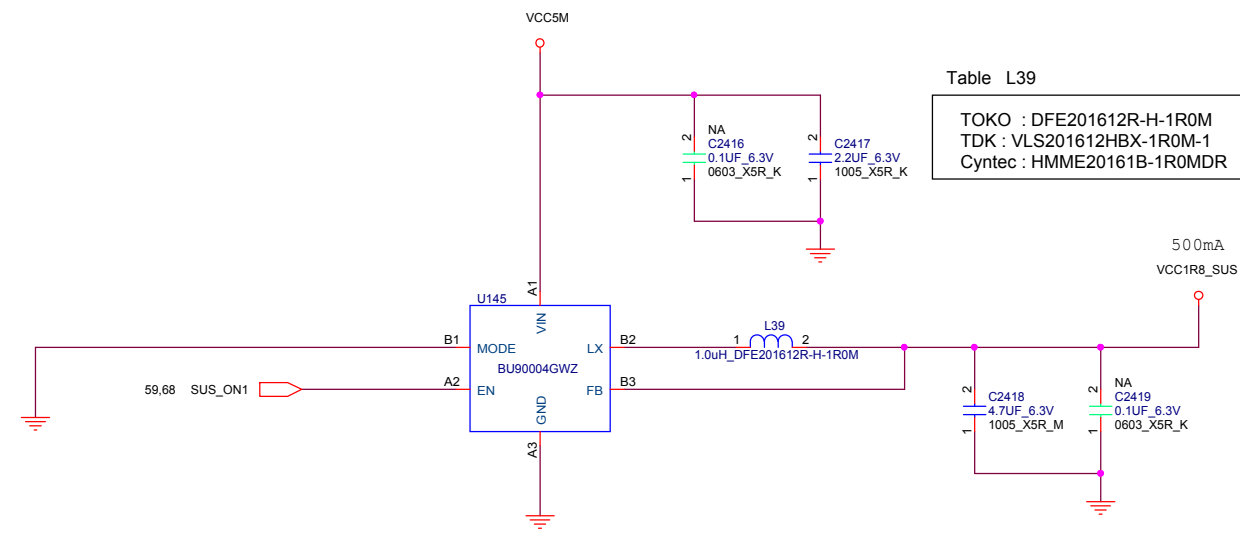 VCC5M
Table L39
TOKO : DFE201612R-H-1R0M
TDK : VLS201612HBX-1R0M-1
Cyntec : HMME20161B-1R0MDR
2
NA
C2416
0.1UF_6.3V
0603_X5R_K
1
2
C2417
2.2UF_6.3V
1005_X5R_K
1
500mA
VCC1R8_SUS
U145
A1
VIN
B1
MODE
LX
B2
BU90004GWZ
A2
EN
FB
B3
GND
A3
59,68 SUS_ON1
1
L39
2
1.0uH_DFE201612R-H-1R0M
2
C2418
4.7UF_6.3V
1005_X5R_M
1
2
NA
C2419
0.1UF_6.3V
0603_X5R_K
1